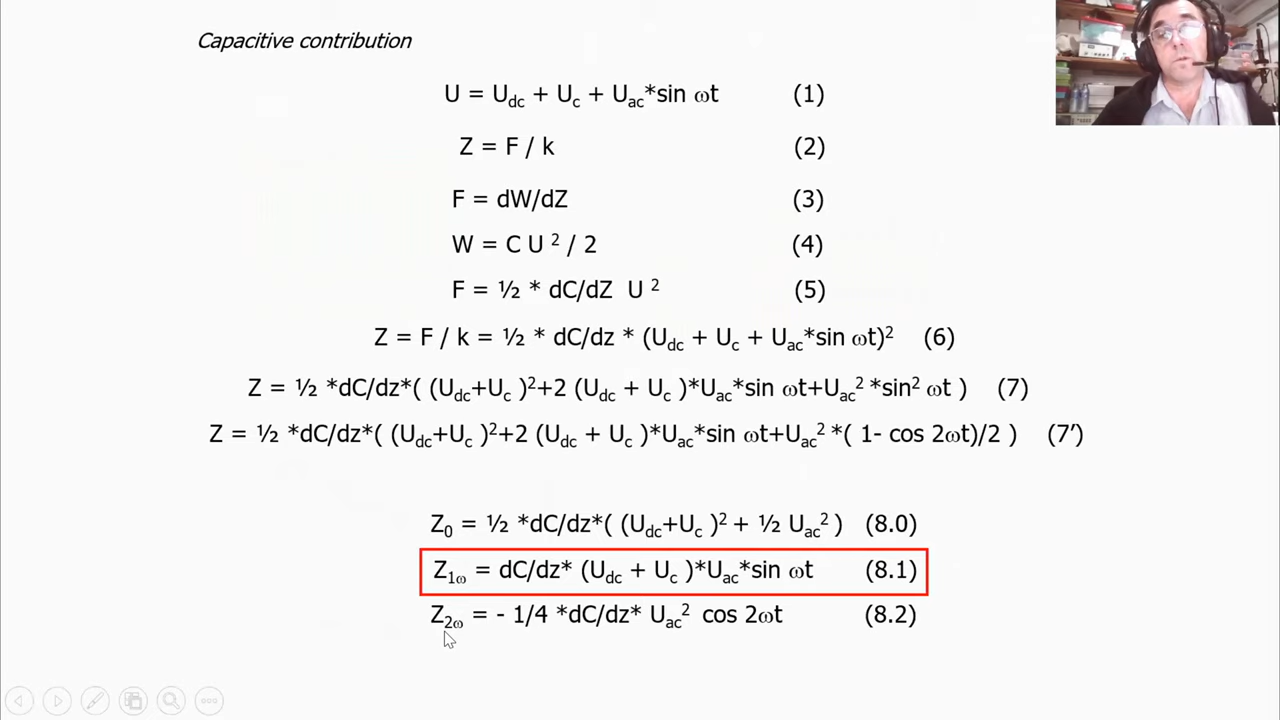 Capacitive contribution
U = U_dc + U_c + U_ac*sin ωt (1)
Z = F / k (2)
F = dW/dZ (3)
W = C U ² / 2 (4)
F = ½ * dC/dZ U ² (5)
Z = F / k = ½ * dC/dz * (U_dc + U_c + U_ac*sin ωt)² (6)
Z = ½ *dC/dz*( (U_dc+U_c )²+2 (U_dc + U_c )*U_ac*sin ωt+U_ac² *sin² ωt ) (7)
Z = ½ *dC/dz*( (U_dc+U_c )²+2 (U_dc + U_c )*U_ac*sin ωt+U_ac² *( 1- cos 2ωt)/2 ) (7’)
Z₀ = ½ *dC/dz*( (U_dc+U_c )² + ½ U_ac² ) (8.0)
Z_1ω = dC/dz* (U_dc + U_c )*U_ac*sin ωt (8.1)
Z_2ω = - 1/4 *dC/dz* U_ac² cos 2ωt (8.2)